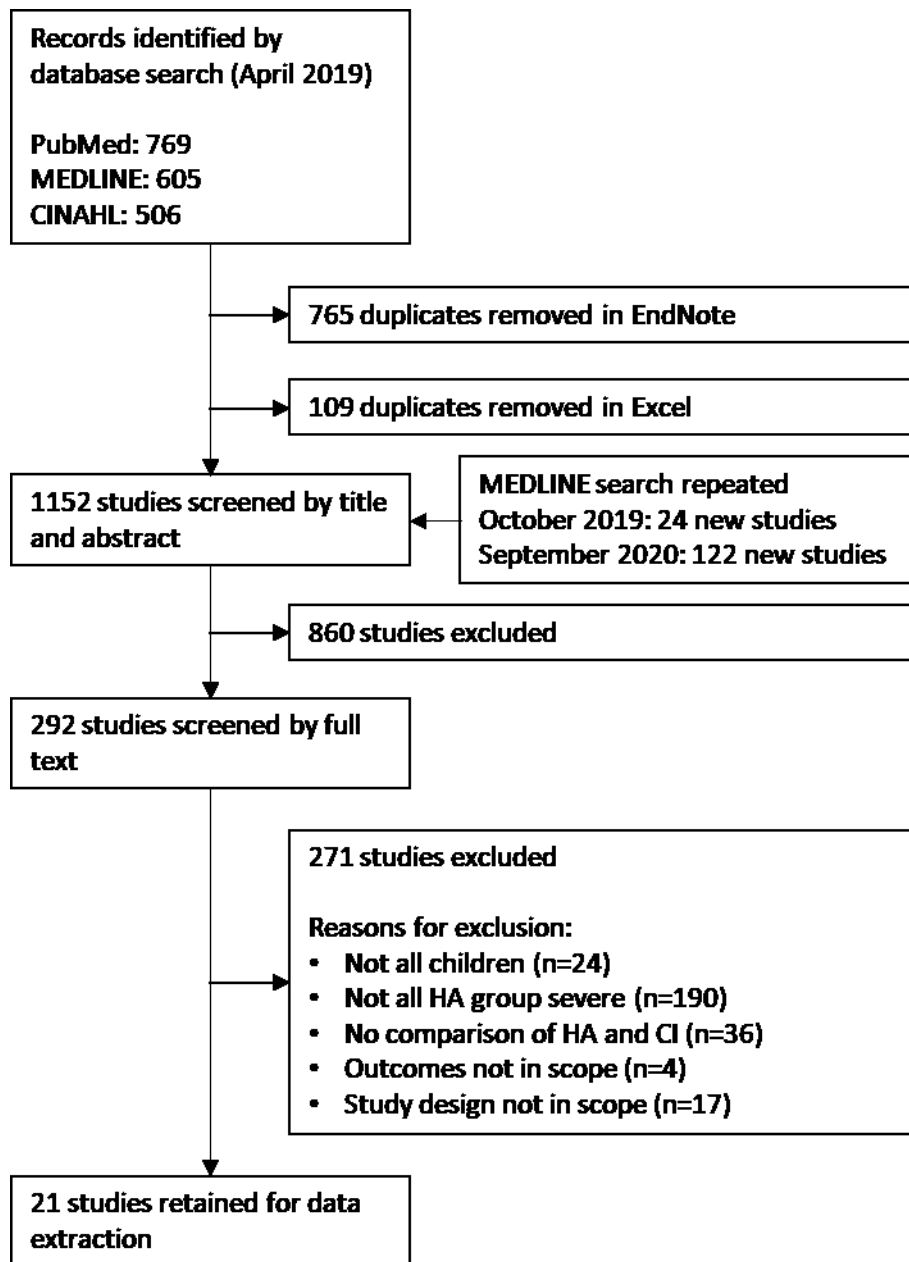 Records identified by
database search (April 2019)
PubMed: 769
MEDLINE: 605
CINAHL: 506
765 duplicates removed in EndNote
109 duplicates removed in Excel
1152 studies screened by title
and abstract
MEDLINE search repeated
October 2019: 24 new studies
September 2020: 122 new studies
860 studies excluded
292 studies screened by full
text
271 studies excluded
Reasons for exclusion:
• Not all children (n=24)
• Not all HA group severe (n=190)
• No comparison of HA and CI (n=36)
• Outcomes not in scope (n=4)
• Study design not in scope (n=17)
21 studies retained for data
extraction